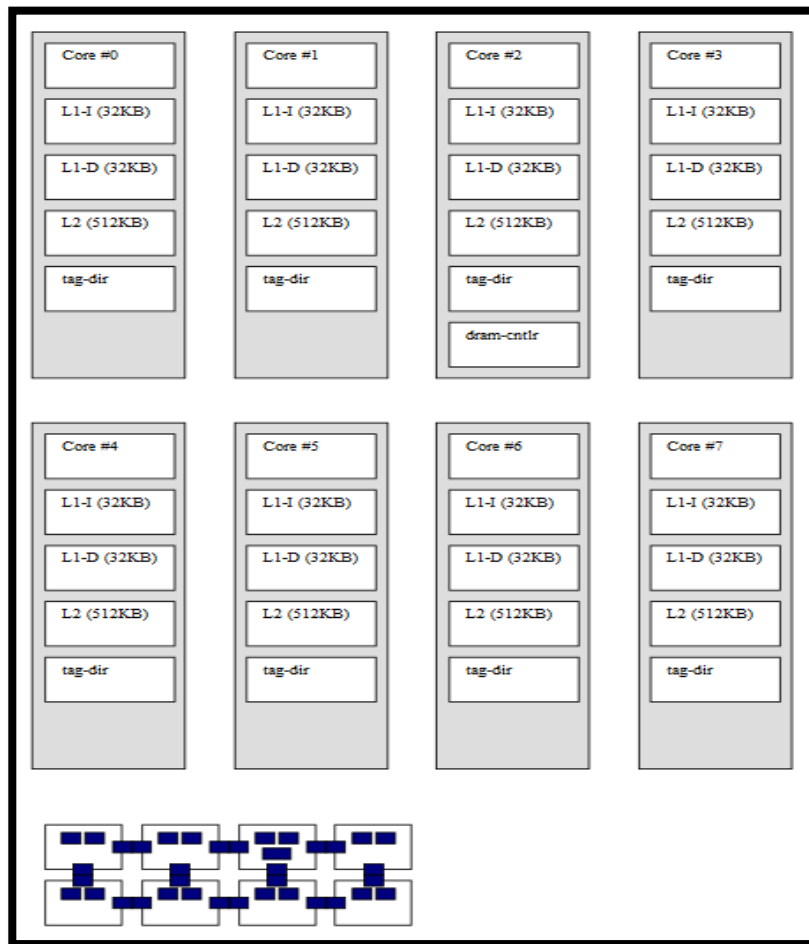 Core #0
L1-I (32KB)
L1-D (32KB)
L2 (512KB)
tag-dir
Core #1
L1-I (32KB)
L1-D (32KB)
L2 (512KB)
tag-dir
Core #2
L1-I (32KB)
L1-D (32KB)
L2 (512KB)
tag-dir
dram-cntlr
Core #3
L1-I (32KB)
L1-D (32KB)
L2 (512KB)
tag-dir
Core #4
L1-I (32KB)
L1-D (32KB)
L2 (512KB)
tag-dir
Core #5
L1-I (32KB)
L1-D (32KB)
L2 (512KB)
tag-dir
Core #6
L1-I (32KB)
L1-D (32KB)
L2 (512KB)
tag-dir
Core #7
L1-I (32KB)
L1-D (32KB)
L2 (512KB)
tag-dir